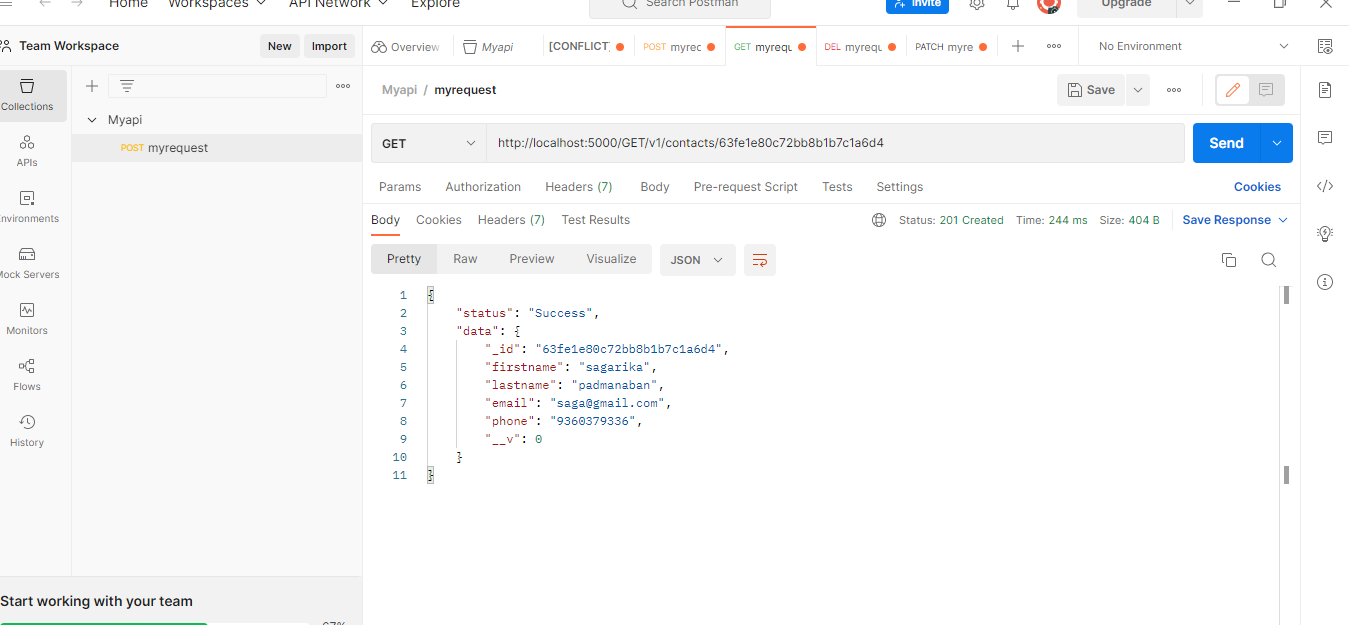 Home Workspaces API Network Explore Search Postman Invite Upgrade
Team Workspace New Import Overview Myapi [CONFLICT] POST myrec GET myrequ DEL myrequ PATCH myre No Environment
Collections
Myapi / myrequest Save
Myapi
POST myrequest
GET http://localhost:5000/GET/v1/contacts/63fe1e80c72bb8b1b7c1a6d4 Send
APIs
Params Authorization Headers (7) Body Pre-request Script Tests Settings Cookies
nvironments
Body Cookies Headers (7) Test Results Status: 201 Created Time: 244 ms Size: 404 B Save Response
Pretty Raw Preview Visualize JSON
Mock Servers
1 {
2 "status": "Success",
3 "data": {
Monitors
4 "_id": "63fe1e80c72bb8b1b7c1a6d4",
5 "firstname": "sagarika",
6 "lastname": "padmanaban",
Flows
7 "email": "saga@gmail.com",
8 "phone": "9360379336",
9 "__v": 0
History
10 }
11 }
Start working with your team